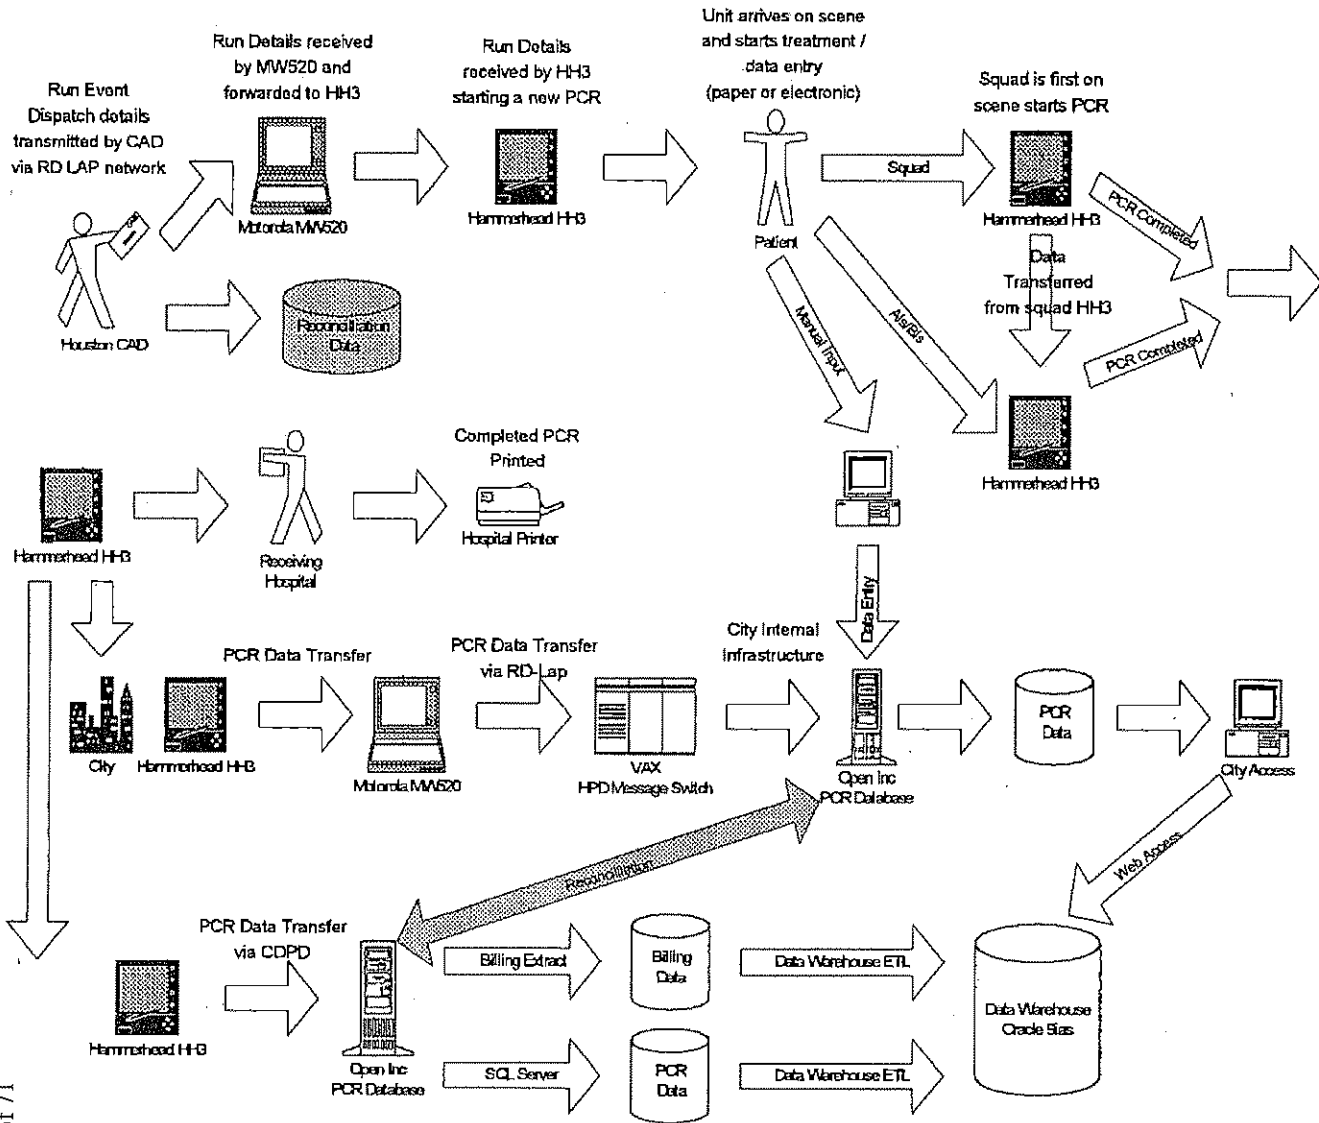 Run Event
Dispatch details
transmitted by CAD
via RD LAP network
Houston CAD
Run Details received
by MW520 and
forwarded to HH3
Motorola MW520
Run Details
received by HH3
starting a new PCR
Hammerhead HH3
Unit arrives on scene
and starts treatment /
data entry
(paper or electronic)
Patient
Squad
Squad is first on
scene starts PCR
Hammerhead HH3
PCR Completed
Data
Transferred
from squad HH3
PCR Completed
Hammerhead HH3
Manual Input
Als/Bls
Reconciliation
Data
Hammerhead HH3
Receiving
Hospital
Completed PCR
Printed
Hospital Printer
Data Entry
City
Hammerhead HH3
PCR Data Transfer
Motorola MW520
PCR Data Transfer
via RD-Lap
VAX
HPD Message Switch
City Internal
Infrastructure
Open Inc
PCR Database
PCR
Data
City Access
Web Access
Reconciliation
Hammerhead HH3
PCR Data Transfer
via CDPD
Open Inc
PCR Database
Billing Extract
Billing
Data
Data Warehouse ETL
SQL Server
PCR
Data
Data Warehouse ETL
Data Warehouse
Oracle 9ias